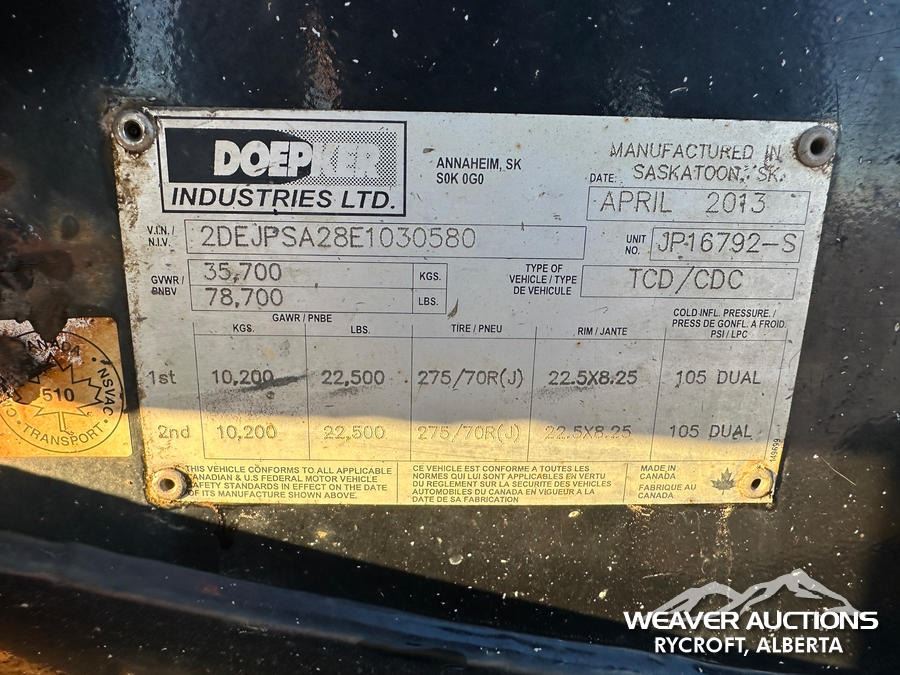 DOEPKER
INDUSTRIES LTD.
ANNAHEIM, SK
S0K 0G0
MANUFACTURED IN
SASKATOON, SK.
DATE:
APRIL 2013
V.I.N./
N.I.V.
2DEJPSA28E1030580
UNIT
NO.
JP16792-S
GVWR/
PNBV
35,700 KGS.
78,700 LBS.
TYPE OF
VEHICLE / TYPE
DE VEHICULE
TCD/CDC
GAWR / PNBE
KGS. LBS. TIRE / PNEU RIM / JANTE
COLD INFL. PRESSURE /
PRESS DE GONFL. A FROID.
PSI / LPC
1st 10,200 22,500 275/70R(J) 22.5X8.25 105 DUAL
2nd 10,200 22,500 275/70R(J) 22.5X8.25 105 DUAL
149699
THIS VEHICLE CONFORMS TO ALL APPLICABLE
CANADIAN & U.S FEDERAL MOTOR VEHICLE
SAFETY STANDARDS IN EFFECT ON THE DATE
OF ITS MANUFACTURE SHOWN ABOVE.
CE VEHICLE EST CONFORME A TOUTES LES
NORMES QUI LUI SONT APPLICABLES EN VERTU
DU REGLEMENT SUR LA SECURITE DES VEHICLES
AUTOMOBILES DU CANADA EN VIGUEUR A LA
DATE DE SA FABRICATION
MADE IN
CANADA
FABRIQUE AU
CANADA
510
TRANSPORT
WEAVER AUCTIONS
RYCROFT, ALBERTA